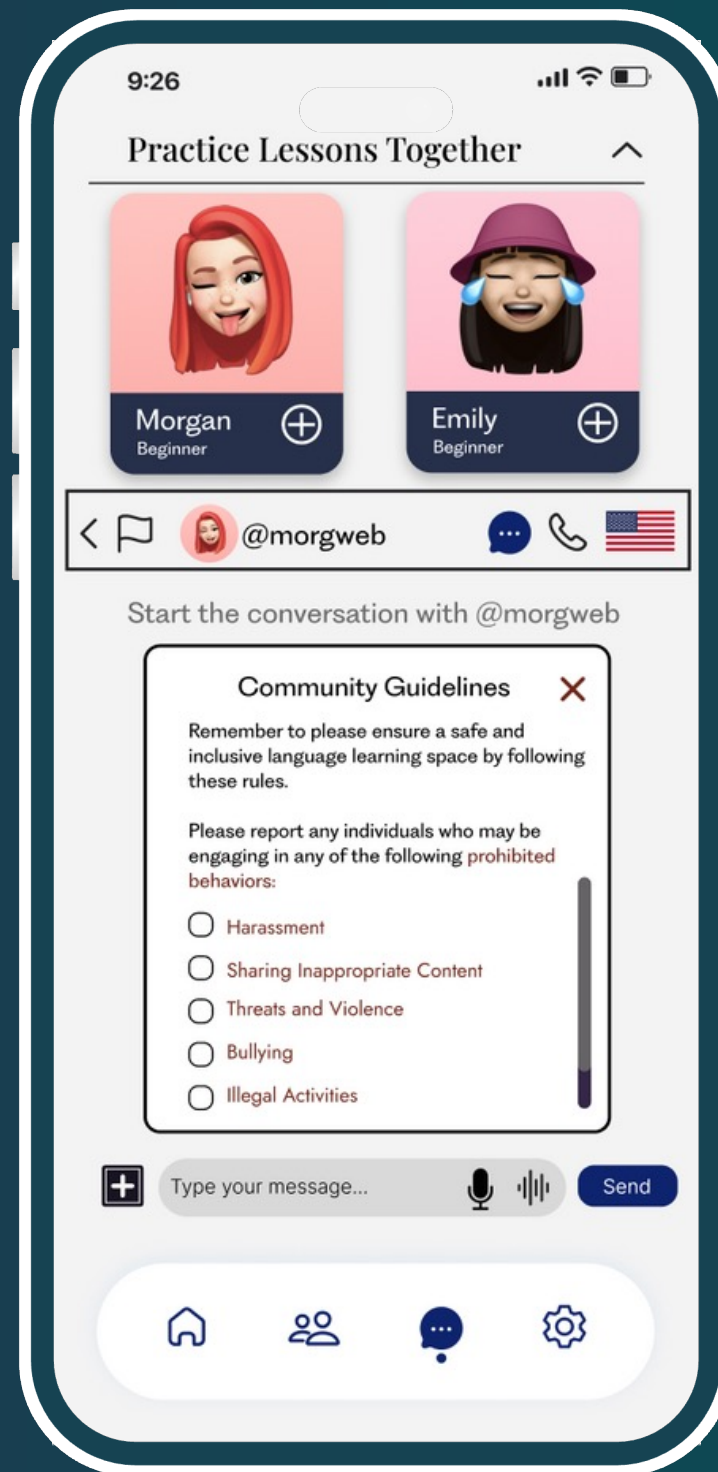 9:26
Practice Lessons Together
Morgan
Beginner
Emily
Beginner
@morgweb
Start the conversation with @morgweb
Community Guidelines
Remember to please ensure a safe and
inclusive language learning space by following
these rules.
Please report any individuals who may be
engaging in any of the following prohibited
behaviors:
Harassment
Sharing Inappropriate Content
Threats and Violence
Bullying
Illegal Activities
Type your message...
Send